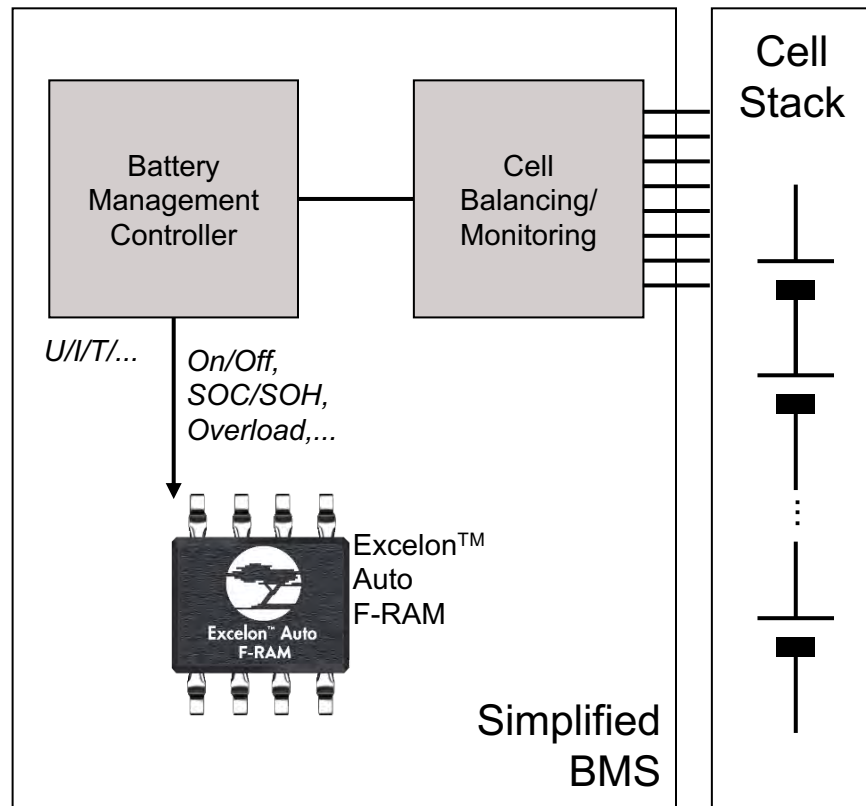 Cell
Stack
Battery
Management
Controller
Cell
Balancing/
Monitoring
U/I/T/...
On/Off,
SOC/SOH,
Overload,...
Excelon™
Auto
F-RAM
Excelon™ Auto
F-RAM
Simplified
BMS